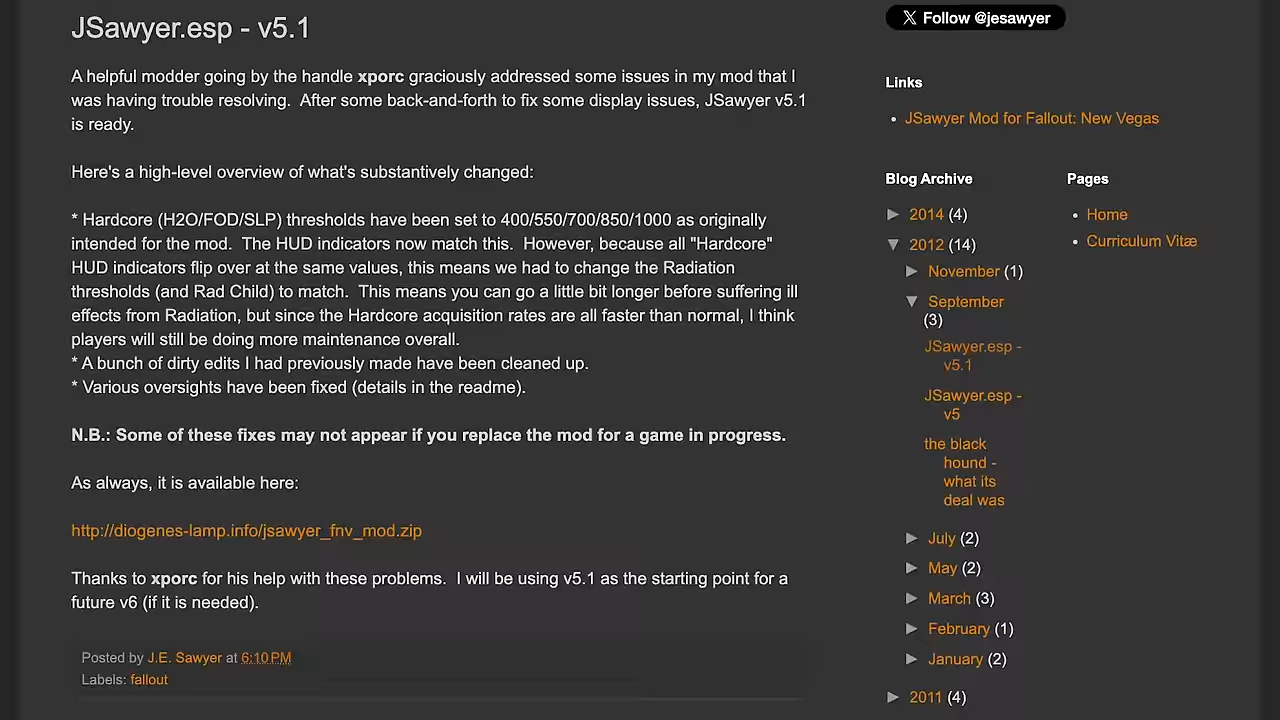 JSawyer.esp - v5.1
A helpful modder going by the handle xporc graciously addressed some issues in my mod that I
was having trouble resolving.  After some back-and-forth to fix some display issues, JSawyer v5.1
is ready.
Here's a high-level overview of what's substantively changed:
* Hardcore (H2O/FOD/SLP) thresholds have been set to 400/550/700/850/1000 as originally
intended for the mod.  The HUD indicators now match this.  However, because all "Hardcore"
HUD indicators flip over at the same values, this means we had to change the Radiation
thresholds (and Rad Child) to match.  This means you can go a little bit longer before suffering ill
effects from Radiation, but since the Hardcore acquisition rates are all faster than normal, I think
players will still be doing more maintenance overall.
* A bunch of dirty edits I had previously made have been cleaned up.
* Various oversights have been fixed (details in the readme).
N.B.: Some of these fixes may not appear if you replace the mod for a game in progress.
As always, it is available here:
http://diogenes-lamp.info/jsawyer_fnv_mod.zip
Thanks to xporc for his help with these problems.  I will be using v5.1 as the starting point for a
future v6 (if it is needed).
Posted by J.E. Sawyer at 6:10 PM
Labels: fallout
X Follow @jesawyer
Links
• JSawyer Mod for Fallout: New Vegas
Blog Archive
► 2014 (4)
▼ 2012 (14)
► November (1)
▼ September
(3)
JSawyer.esp -
v5.1
JSawyer.esp -
v5
the black
hound -
what its
deal was
► July (2)
► May (2)
► March (3)
► February (1)
► January (2)
► 2011 (4)
Pages
• Home
• Curriculum Vitæ